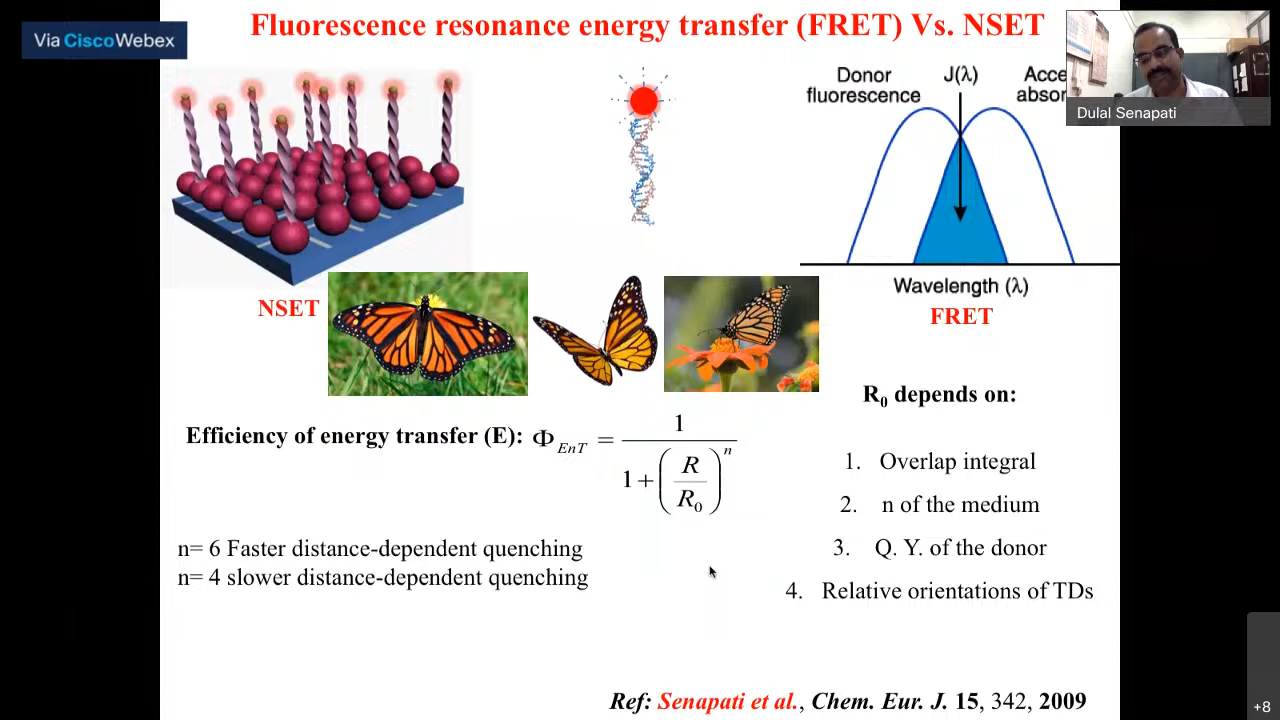 Via CiscoWebex
Fluorescence resonance energy transfer (FRET) Vs. NSET
Dulal Senapati
Donor
fluorescence
J(λ)
Acce
absor
Wavelength (λ)
NSET
FRET
Efficiency of energy transfer (E): Φ_EnT = 1 / (1 + (R / R₀)ⁿ)
n= 6 Faster distance-dependent quenching
n= 4 slower distance-dependent quenching
R₀ depends on:
1. Overlap integral
2. n of the medium
3. Q. Y. of the donor
4. Relative orientations of TDs
Ref: Senapati et al., Chem. Eur. J. 15, 342, 2009
+8